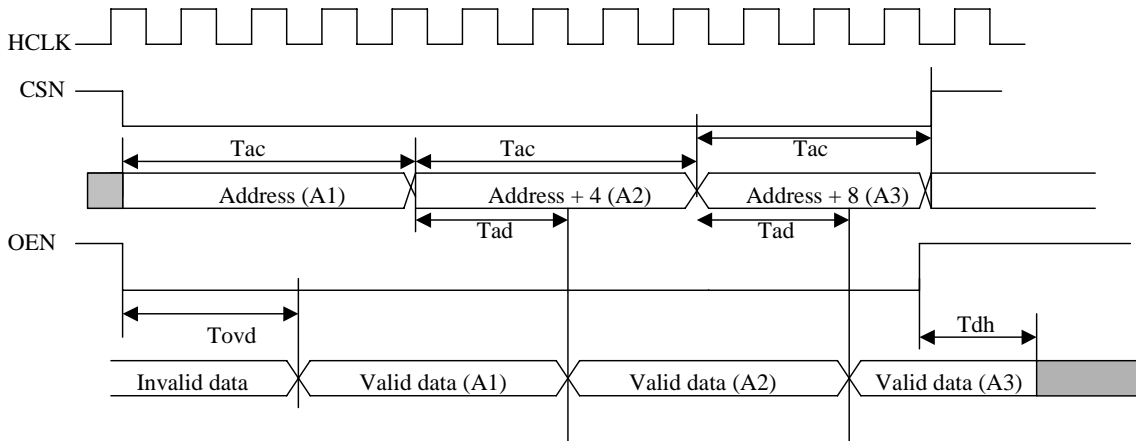 HCLK
CSN
Tac Tac Tac
Address (A1) Address + 4 (A2) Address + 8 (A3)
Tad Tad
OEN
Tovd Tdh
Invalid data Valid data (A1) Valid data (A2) Valid data (A3)